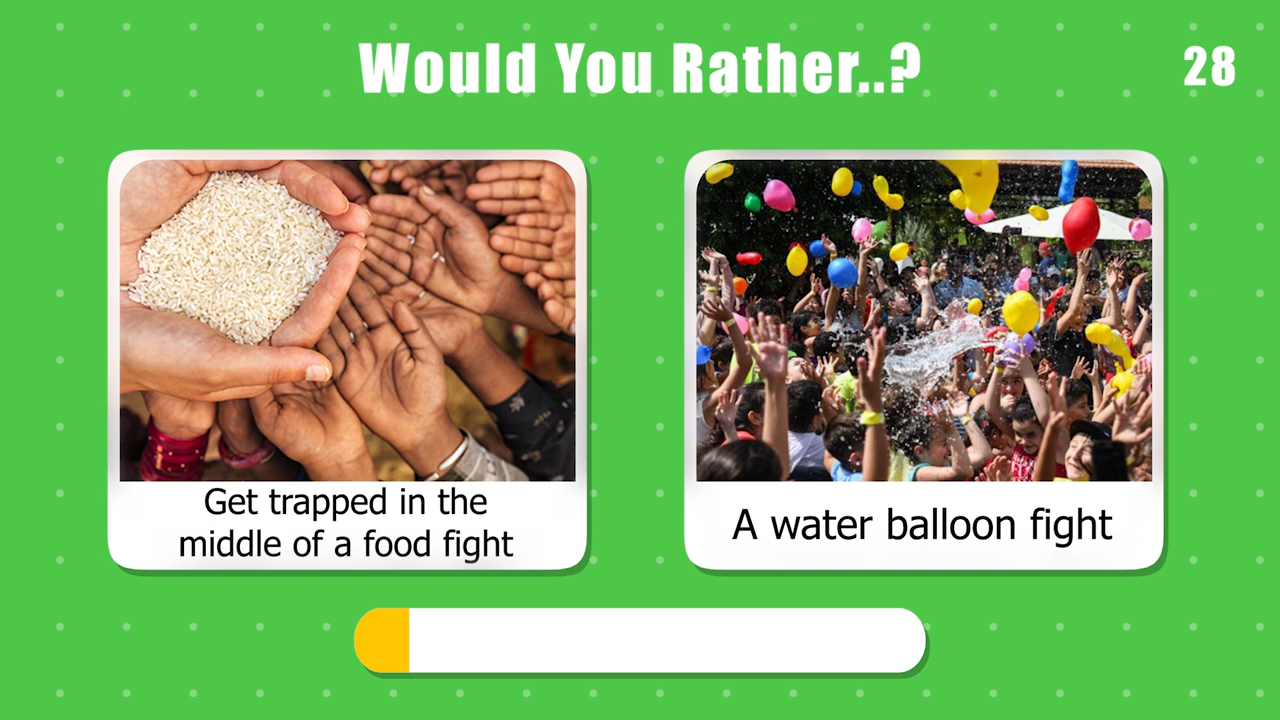 Would You Rather..?
28
Get trapped in the
middle of a food fight
A water balloon fight